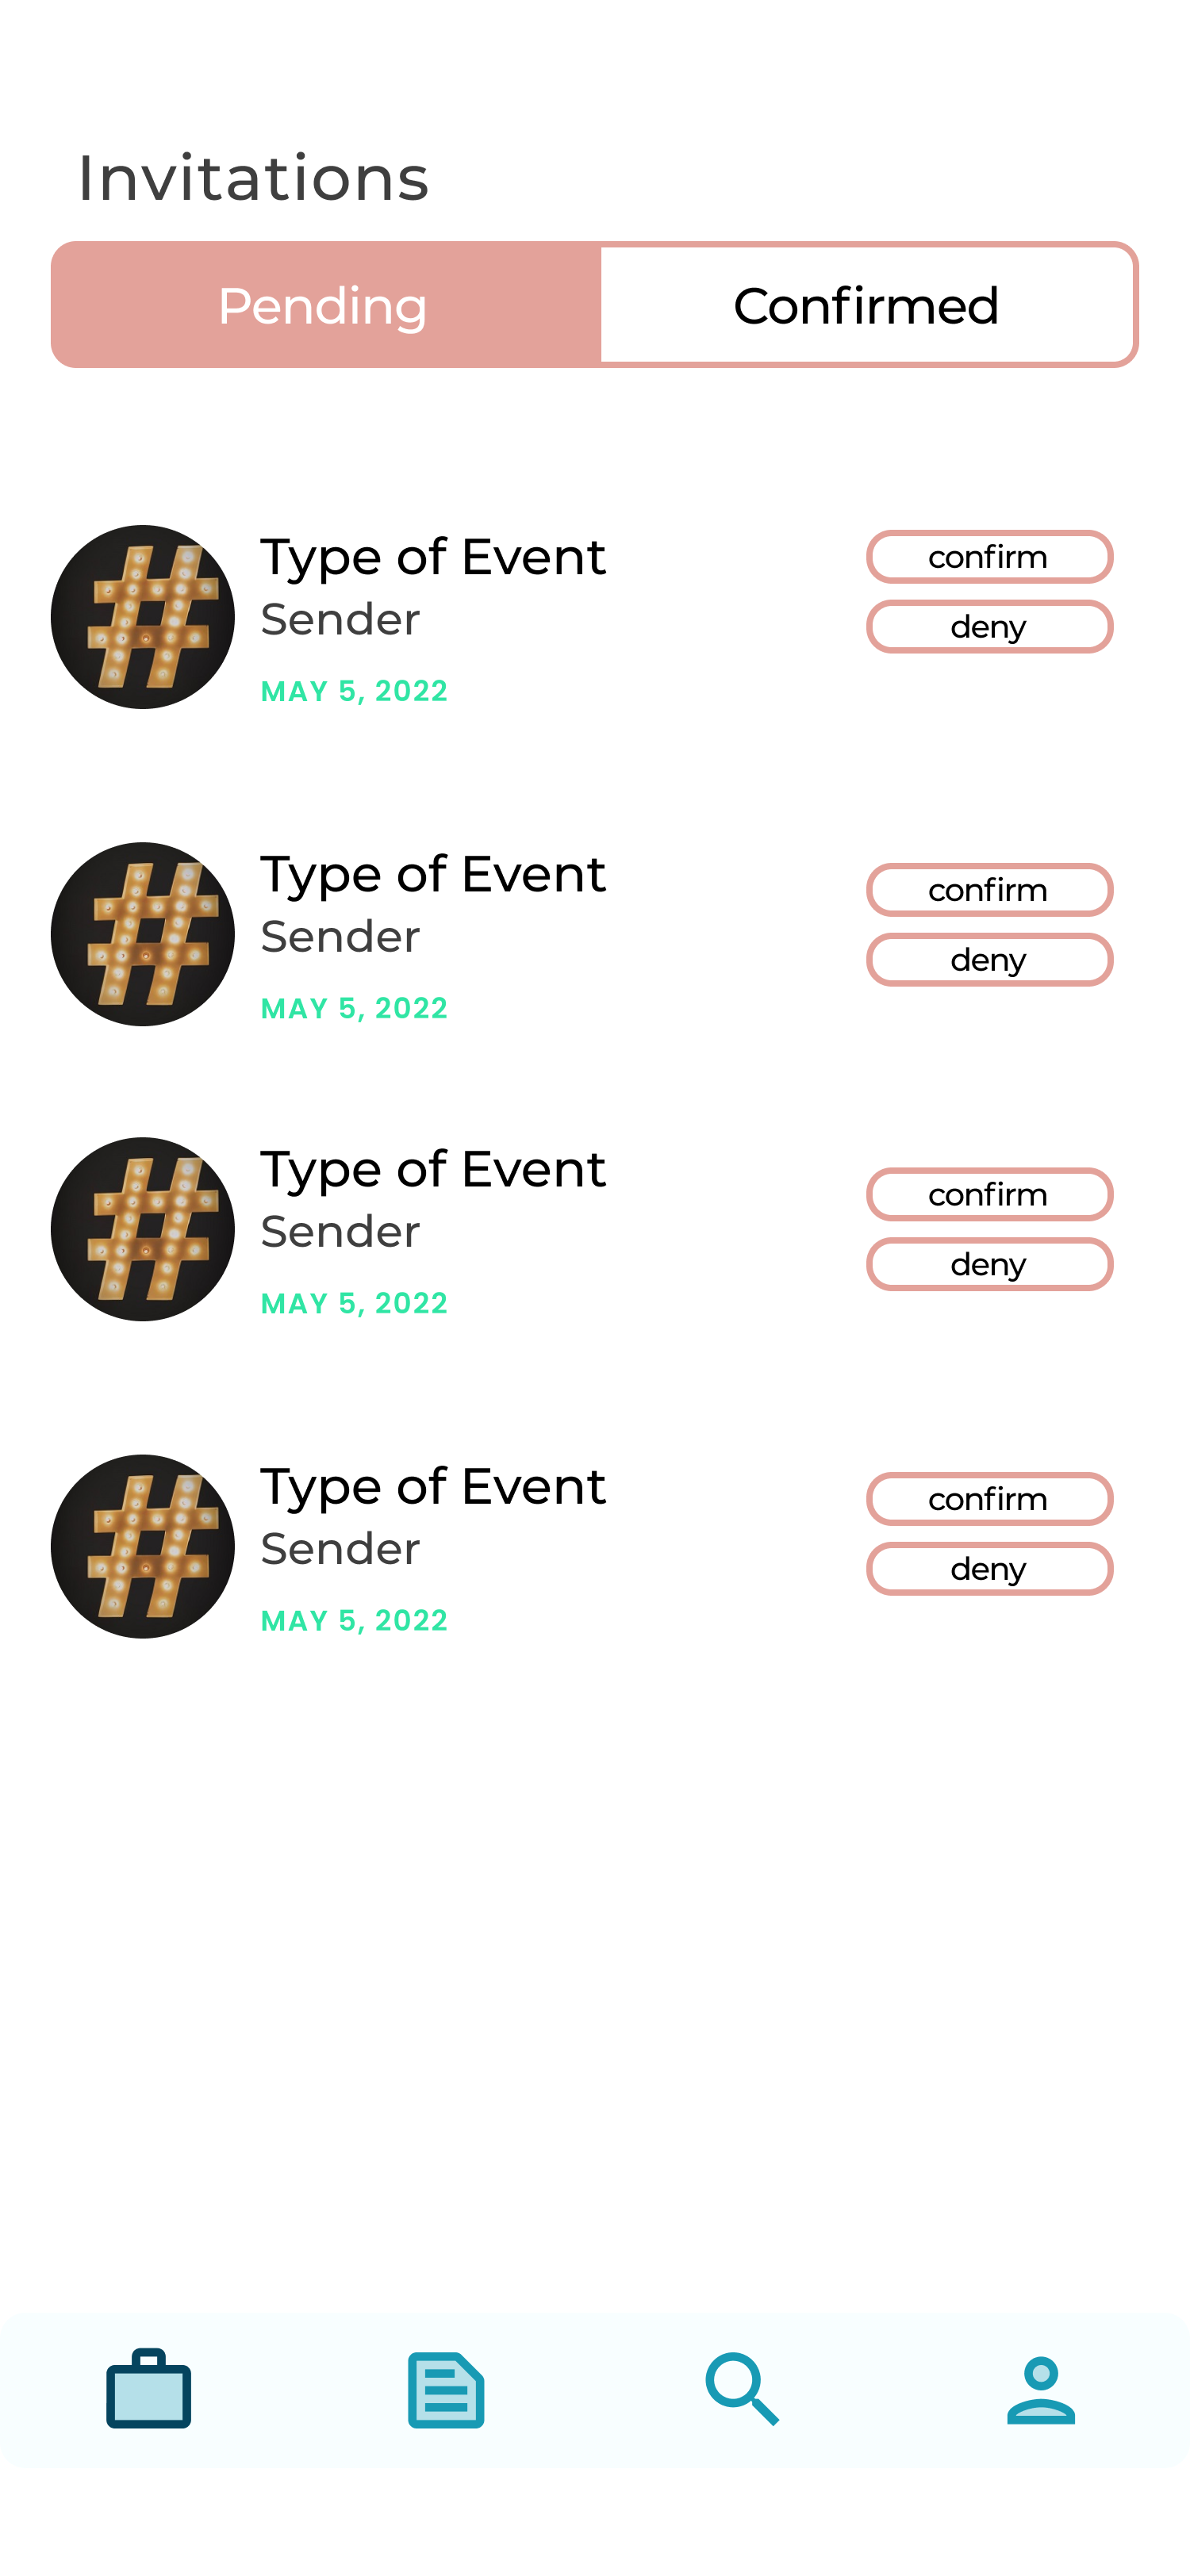 Invitations
Pending Confirmed
Type of Event
Sender
MAY 5, 2022
confirm
deny
Type of Event
Sender
MAY 5, 2022
confirm
deny
Type of Event
Sender
MAY 5, 2022
confirm
deny
Type of Event
Sender
MAY 5, 2022
confirm
deny